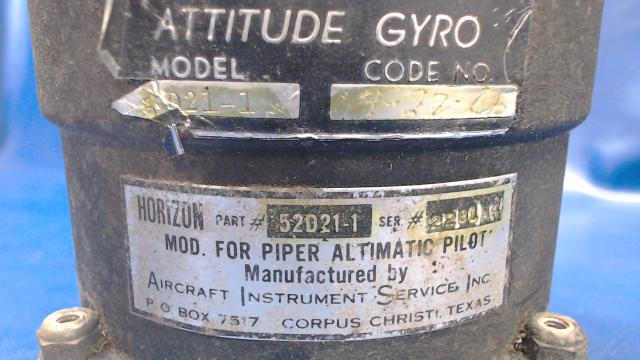 ATTITUDE GYRO
MODEL CODE NO.
HORIZON PART # 52D21-1 SER #
MOD. FOR PIPER ALTIMATIC PILOT
Manufactured by
AIRCRAFT INSTRUMENT SERVICE, INC.
P.O. BOX 7517 CORPUS CHRISTI, TEXAS